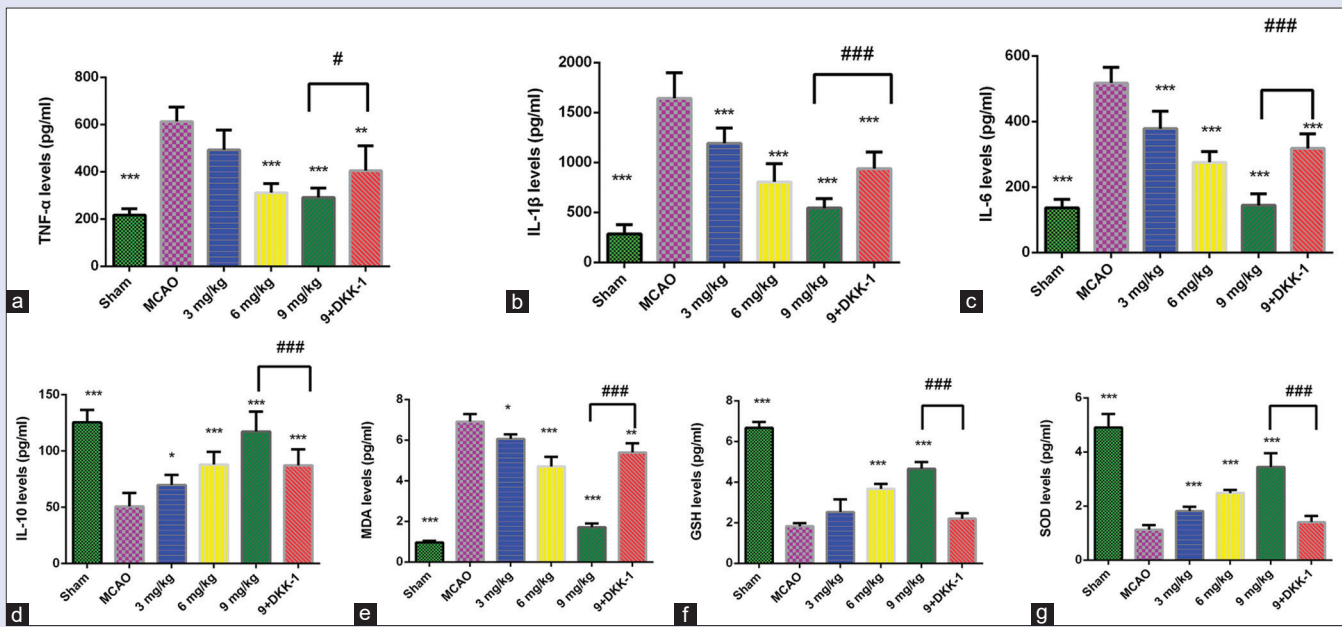 #
TNF-α levels (pg/ml)
800
600
400
200
0
***
***
***
**
Sham
MCAO
3 mg/kg
6 mg/kg
9 mg/kg
9+DKK-1
a
###
IL-1β levels (pg/ml)
2000
1500
1000
500
0
***
***
***
***
***
Sham
MCAO
3 mg/kg
6 mg/kg
9 mg/kg
9+DKK-1
b
###
IL-6 levels (pg/ml)
600
400
200
0
***
***
***
***
***
Sham
MCAO
3 mg/kg
6 mg/kg
9 mg/kg
9+DKK-1
c
###
IL-10 levels (pg/ml)
150
100
50
0
***
*
***
***
***
Sham
MCAO
3 mg/kg
6 mg/kg
9 mg/kg
9+DKK-1
d
###
MDA levels (pg/ml)
8
6
4
2
0
***
*
***
***
**
Sham
MCAO
3 mg/kg
6 mg/kg
9 mg/kg
9+DKK-1
e
###
GSH levels (pg/ml)
8
6
4
2
0
***
***
***
Sham
MCAO
3 mg/kg
6 mg/kg
9 mg/kg
9+DKK-1
f
###
SOD levels (pg/ml)
6
4
2
0
***
***
***
***
Sham
MCAO
3 mg/kg
6 mg/kg
9 mg/kg
9+DKK-1
g